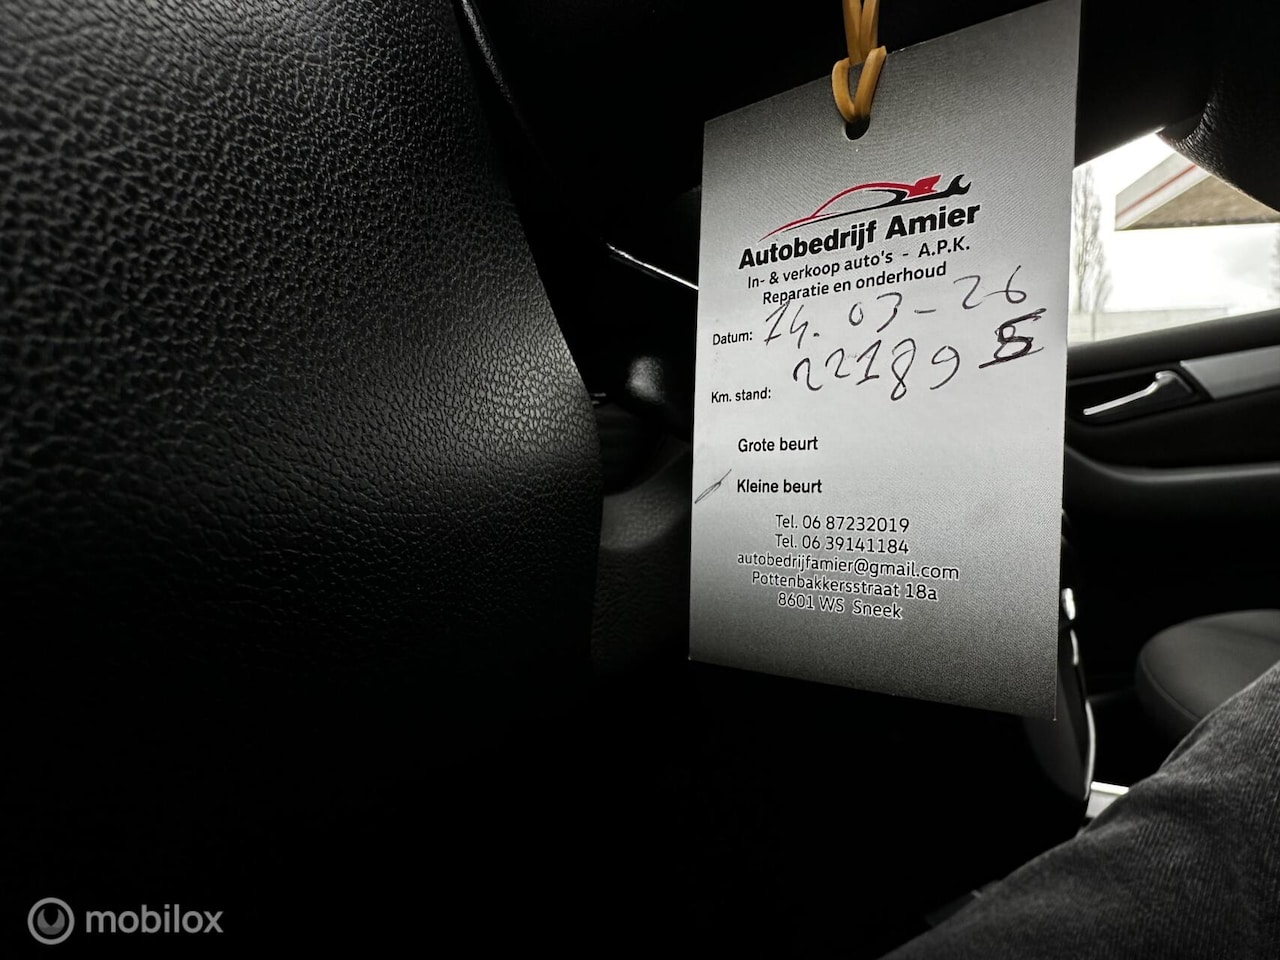 Autobedrijf Amier
In- & verkoop auto's - A.P.K.
Reparatie en onderhoud
Datum: 14. 03-26
Km. stand: 22189
Grote beurt
Kleine beurt
Tel. 06 87232019
Tel. 06 39141184
autobedrijfamier@gmail.com
Pottenbakkersstraat 18a
8601 WS Sneek
mobilox